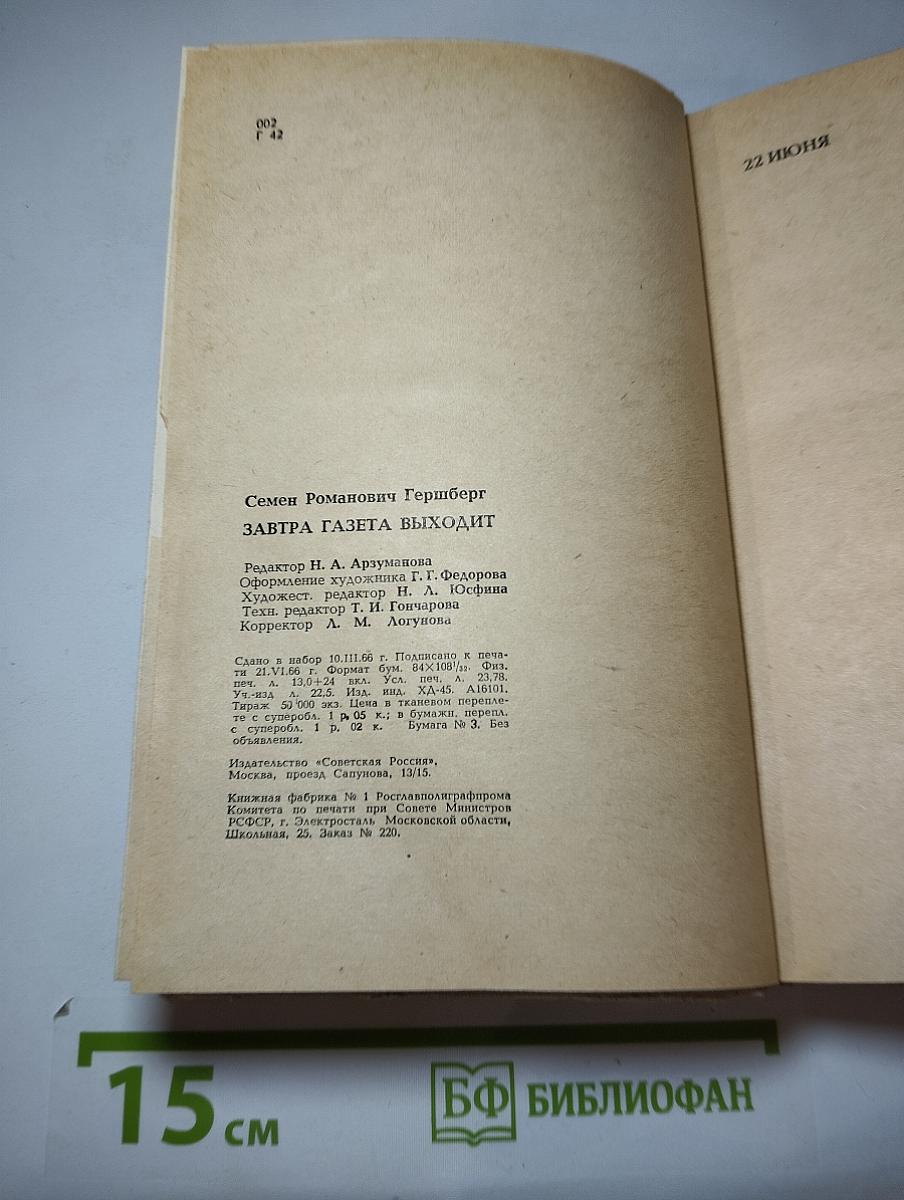 002
Г 42
Семен Романович Гершберг
ЗАВТРА ГАЗЕТА ВЫХОДИТ
Редактор Н. А. Арзуманова
Оформление художника Г. Г. Федорова
Художест. редактор Н. Л. Юсфина
Техн. редактор Т. И. Гончарова
Корректор Л. М. Логунова
Сдано в набор 10.III.66 г. Подписано к печа-
ти 21.VI.66 г. Формат бум. 84×108¹/₃₂. Физ.
печ. л. 13,0+24 вкл. Усл. печ. л. 23,78.
Уч.-изд л. 22,5. Изд. инд. ХД-45. А16101.
Тираж 50 000 экз. Цена в тканевом перепле-
те с суперобл. 1 р. 05 к.; в бумажн. перепл.
с суперобл. 1 р. 02 к. Бумага № 3. Без
объявления.
Издательство «Советская Россия».
Москва, проезд Сапунова, 13/15.
Книжная фабрика № 1 Росглавполиграфпрома
Комитета по печати при Совете Министров
РСФСР, г. Электросталь Московской области,
Школьная, 25. Заказ № 220.
22 ИЮНЯ
15 см
БФ БИБЛИОФАН